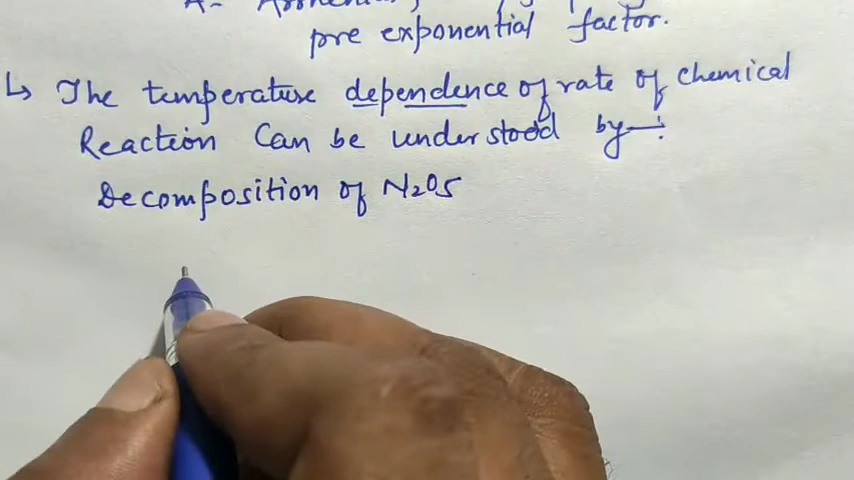 pre exponential factor.
↳ The temperature dependence of rate of chemical
Reaction Can be understood by—:
Decomposition of N2O5